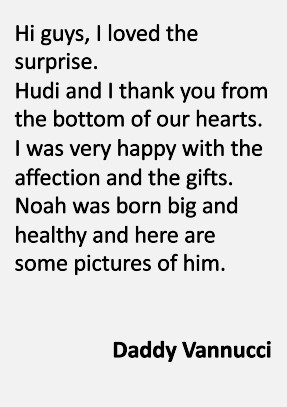 Hi guys, I loved the
surprise.
Hudi and I thank you from
the bottom of our hearts.
I was very happy with the
affection and the gifts.
Noah was born big and
healthy and here are
some pictures of him.
Daddy Vannucci